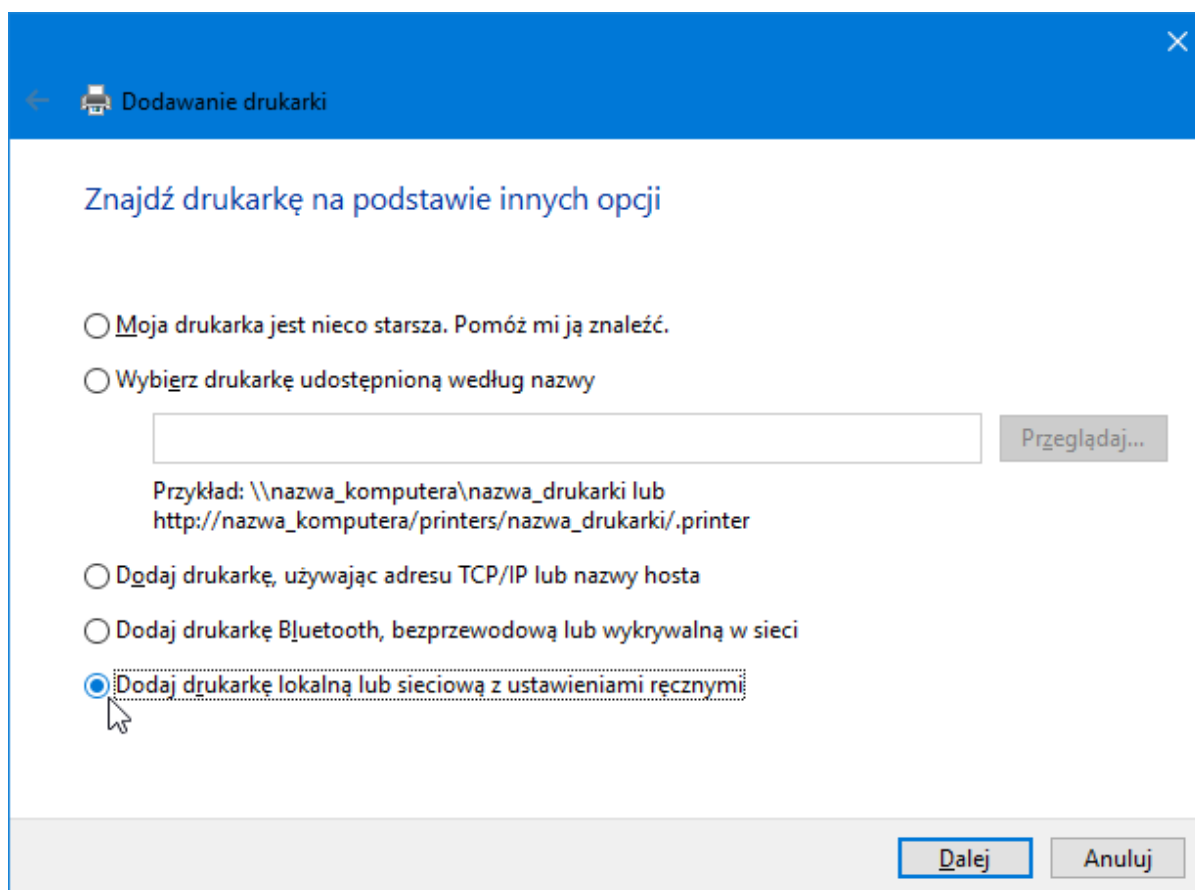 Dodawanie drukarki
Znajdź drukarkę na podstawie innych opcji
Moja drukarka jest nieco starsza. Pomóż mi ją znaleźć.
Wybierz drukarkę udostępnioną według nazwy
Przeglądaj...
Przykład: \\nazwa_komputera\nazwa_drukarki lub
http://nazwa_komputera/printers/nazwa_drukarki/.printer
Dodaj drukarkę, używając adresu TCP/IP lub nazwy hosta
Dodaj drukarkę Bluetooth, bezprzewodową lub wykrywalną w sieci
Dodaj drukarkę lokalną lub sieciową z ustawieniami ręcznymi
Dalej Anuluj